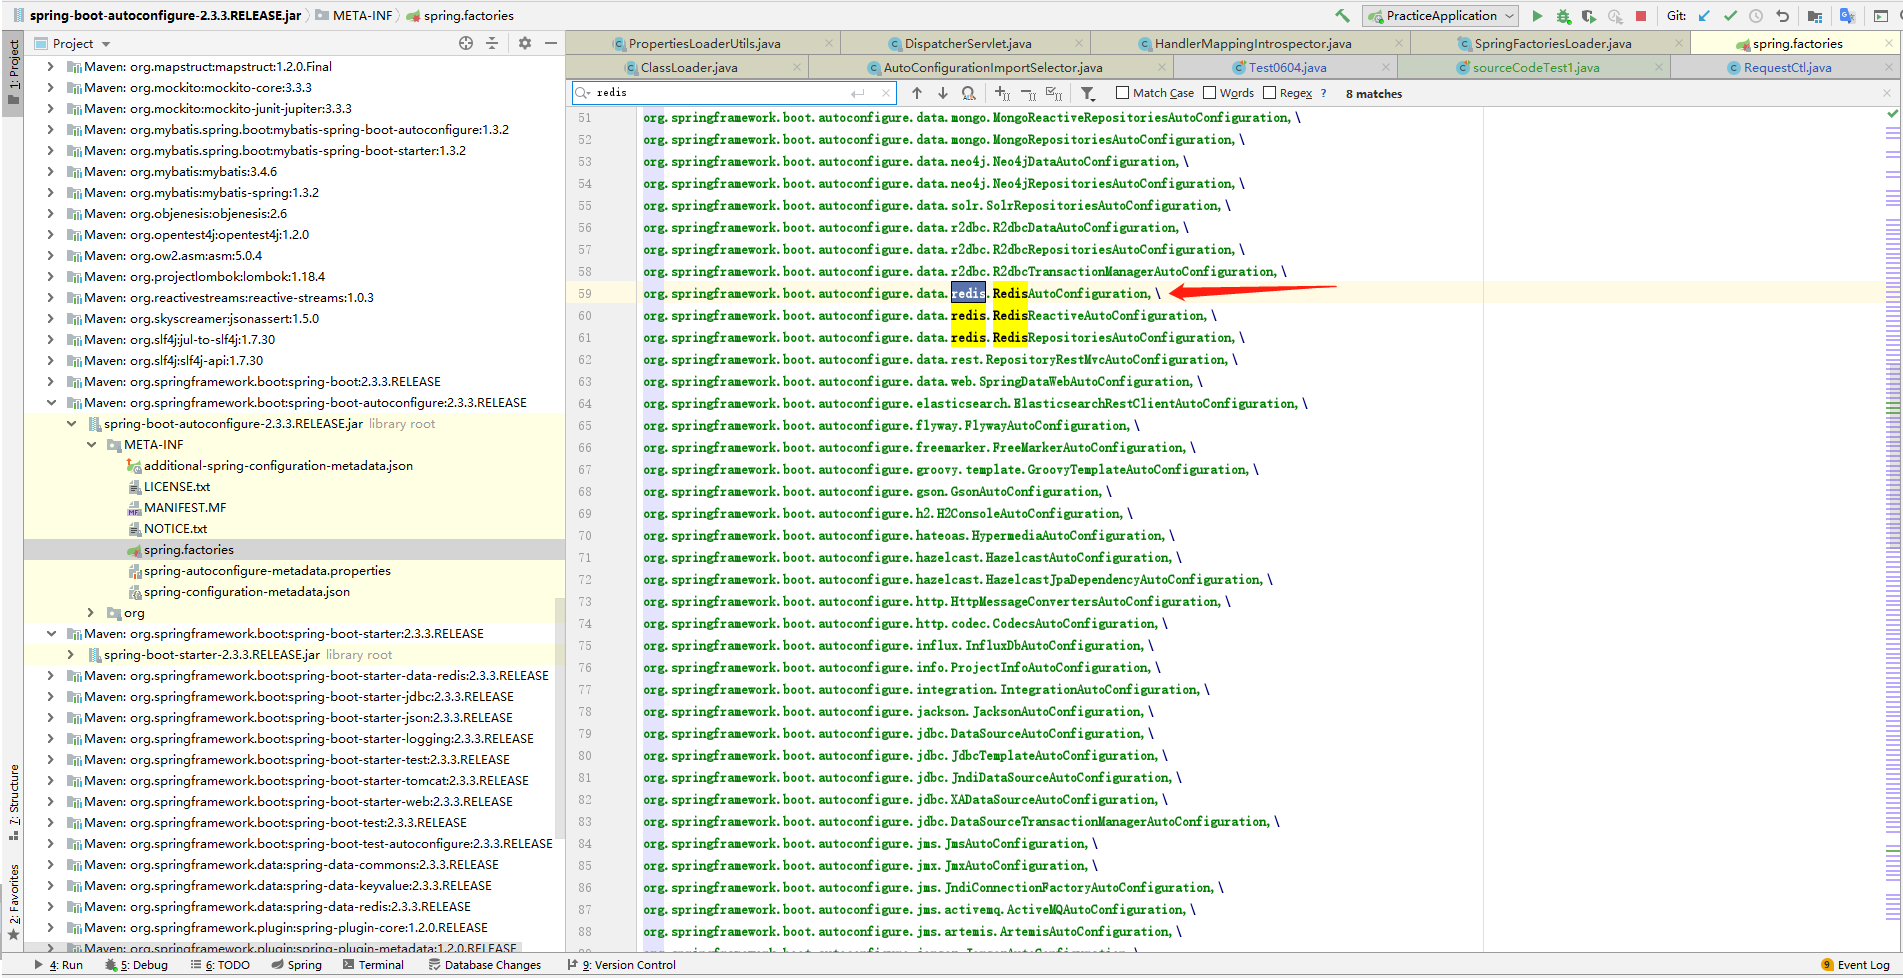 spring-boot-autoconfigure-2.3.3.RELEASE.jar META-INF spring.factories
PracticeApplication Git:
Project
PropertiesLoaderUtils.java DispatcherServlet.java HandlerMappingIntrospector.java SpringFactoriesLoader.java spring.factories
ClassLoader.java AutoConfigurationImportSelector.java Test0604.java sourceCodeTest1.java RequestCtl.java
redis Match Case Words Regex ? 8 matches
1: Project
7: Structure
2: Favorites
Maven: org.mapstruct:mapstruct:1.2.0.Final
Maven: org.mockito:mockito-core:3.3.3
Maven: org.mockito:mockito-junit-jupiter:3.3.3
Maven: org.mybatis.spring.boot:mybatis-spring-boot-autoconfigure:1.3.2
Maven: org.mybatis.spring.boot:mybatis-spring-boot-starter:1.3.2
Maven: org.mybatis:mybatis:3.4.6
Maven: org.mybatis:mybatis-spring:1.3.2
Maven: org.objenesis:objenesis:2.6
Maven: org.opentest4j:opentest4j:1.2.0
Maven: org.ow2.asm:asm:5.0.4
Maven: org.projectlombok:lombok:1.18.4
Maven: org.reactivestreams:reactive-streams:1.0.3
Maven: org.skyscreamer:jsonassert:1.5.0
Maven: org.slf4j:jul-to-slf4j:1.7.30
Maven: org.slf4j:slf4j-api:1.7.30
Maven: org.springframework.boot:spring-boot:2.3.3.RELEASE
Maven: org.springframework.boot:spring-boot-autoconfigure:2.3.3.RELEASE
spring-boot-autoconfigure-2.3.3.RELEASE.jar library root
META-INF
additional-spring-configuration-metadata.json
LICENSE.txt
MANIFEST.MF
NOTICE.txt
spring.factories
spring-autoconfigure-metadata.properties
spring-configuration-metadata.json
org
Maven: org.springframework.boot:spring-boot-starter:2.3.3.RELEASE
spring-boot-starter-2.3.3.RELEASE.jar library root
Maven: org.springframework.boot:spring-boot-starter-data-redis:2.3.3.RELEASE
Maven: org.springframework.boot:spring-boot-starter-jdbc:2.3.3.RELEASE
Maven: org.springframework.boot:spring-boot-starter-json:2.3.3.RELEASE
Maven: org.springframework.boot:spring-boot-starter-logging:2.3.3.RELEASE
Maven: org.springframework.boot:spring-boot-starter-test:2.3.3.RELEASE
Maven: org.springframework.boot:spring-boot-starter-tomcat:2.3.3.RELEASE
Maven: org.springframework.boot:spring-boot-starter-web:2.3.3.RELEASE
Maven: org.springframework.boot:spring-boot-test:2.3.3.RELEASE
Maven: org.springframework.boot:spring-boot-test-autoconfigure:2.3.3.RELEASE
Maven: org.springframework.data:spring-data-commons:2.3.3.RELEASE
Maven: org.springframework.data:spring-data-keyvalue:2.3.3.RELEASE
Maven: org.springframework.data:spring-data-redis:2.3.3.RELEASE
Maven: org.springframework.plugin:spring-plugin-core:1.2.0.RELEASE
Maven: org.springframework.plugin:spring-plugin-metadata:1.2.0.RELEASE
51 org.springframework.boot.autoconfigure.data.mongo.MongoReactiveRepositoriesAutoConfiguration,\
52 org.springframework.boot.autoconfigure.data.mongo.MongoRepositoriesAutoConfiguration,\
53 org.springframework.boot.autoconfigure.data.neo4j.Neo4jDataAutoConfiguration,\
54 org.springframework.boot.autoconfigure.data.neo4j.Neo4jRepositoriesAutoConfiguration,\
55 org.springframework.boot.autoconfigure.data.solr.SolrRepositoriesAutoConfiguration,\
56 org.springframework.boot.autoconfigure.data.r2dbc.R2dbcDataAutoConfiguration,\
57 org.springframework.boot.autoconfigure.data.r2dbc.R2dbcRepositoriesAutoConfiguration,\
58 org.springframework.boot.autoconfigure.data.r2dbc.R2dbcTransactionManagerAutoConfiguration,\
59 org.springframework.boot.autoconfigure.data.redis.RedisAutoConfiguration,\
60 org.springframework.boot.autoconfigure.data.redis.RedisReactiveAutoConfiguration,\
61 org.springframework.boot.autoconfigure.data.redis.RedisRepositoriesAutoConfiguration,\
62 org.springframework.boot.autoconfigure.data.rest.RepositoryRestMvcAutoConfiguration,\
63 org.springframework.boot.autoconfigure.data.web.SpringDataWebAutoConfiguration,\
64 org.springframework.boot.autoconfigure.elasticsearch.ElasticsearchRestClientAutoConfiguration,\
65 org.springframework.boot.autoconfigure.flyway.FlywayAutoConfiguration,\
66 org.springframework.boot.autoconfigure.freemarker.FreeMarkerAutoConfiguration,\
67 org.springframework.boot.autoconfigure.groovy.template.GroovyTemplateAutoConfiguration,\
68 org.springframework.boot.autoconfigure.gson.GsonAutoConfiguration,\
69 org.springframework.boot.autoconfigure.h2.H2ConsoleAutoConfiguration,\
70 org.springframework.boot.autoconfigure.hateoas.HypermediaAutoConfiguration,\
71 org.springframework.boot.autoconfigure.hazelcast.HazelcastAutoConfiguration,\
72 org.springframework.boot.autoconfigure.hazelcast.HazelcastJpaDependencyAutoConfiguration,\
73 org.springframework.boot.autoconfigure.http.HttpMessageConvertersAutoConfiguration,\
74 org.springframework.boot.autoconfigure.http.codec.CodecsAutoConfiguration,\
75 org.springframework.boot.autoconfigure.influx.InfluxDbAutoConfiguration,\
76 org.springframework.boot.autoconfigure.info.ProjectInfoAutoConfiguration,\
77 org.springframework.boot.autoconfigure.integration.IntegrationAutoConfiguration,\
78 org.springframework.boot.autoconfigure.jackson.JacksonAutoConfiguration,\
79 org.springframework.boot.autoconfigure.jdbc.DataSourceAutoConfiguration,\
80 org.springframework.boot.autoconfigure.jdbc.JdbcTemplateAutoConfiguration,\
81 org.springframework.boot.autoconfigure.jdbc.JndiDataSourceAutoConfiguration,\
82 org.springframework.boot.autoconfigure.jdbc.XADataSourceAutoConfiguration,\
83 org.springframework.boot.autoconfigure.jdbc.DataSourceTransactionManagerAutoConfiguration,\
84 org.springframework.boot.autoconfigure.jms.JmsAutoConfiguration,\
85 org.springframework.boot.autoconfigure.jmx.JmxAutoConfiguration,\
86 org.springframework.boot.autoconfigure.jms.JndiConnectionFactoryAutoConfiguration,\
87 org.springframework.boot.autoconfigure.jms.activemq.ActiveMQAutoConfiguration,\
88 org.springframework.boot.autoconfigure.jms.artemis.ArtemisAutoConfiguration,\
4: Run 5: Debug 6: TODO Spring Terminal Database Changes 9: Version Control 9 Event Log